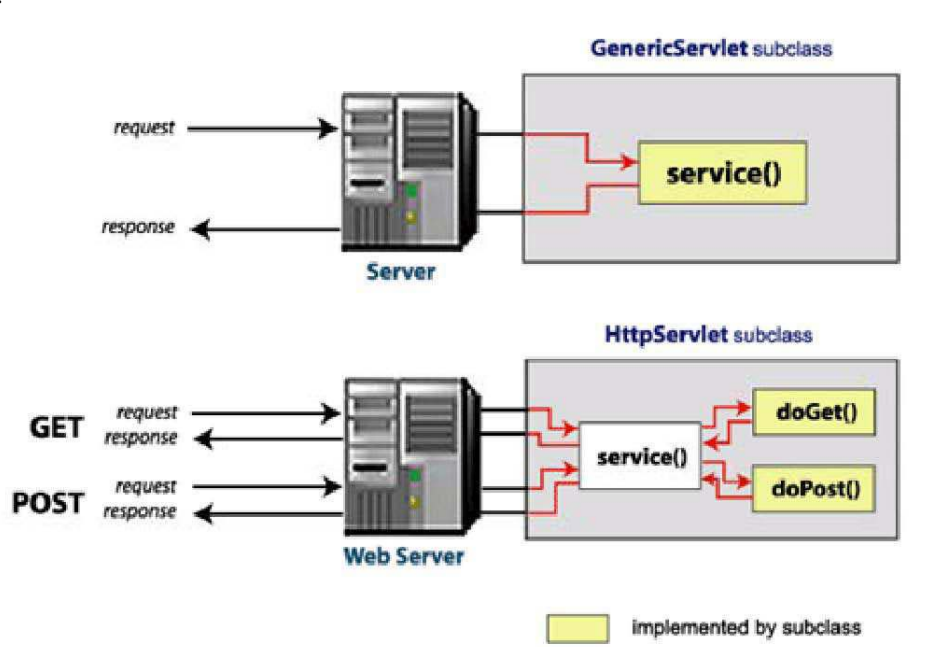 GenericServlet subclass
request
service()
response
Server
HttpServlet subclass
GET
request
response
doGet()
service()
POST
request
response
doPost()
Web Server
implemented by subclass